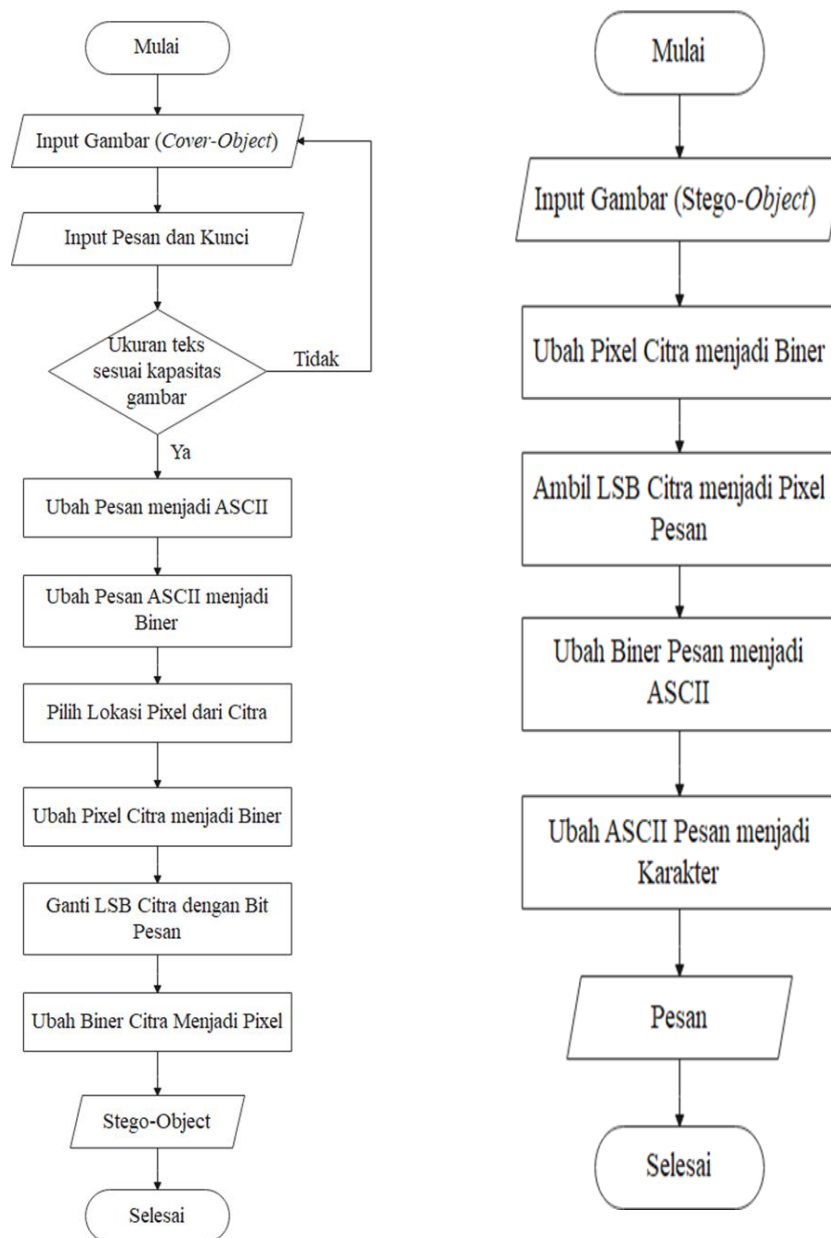 Mulai
Input Gambar (Cover-Object)
Input Pesan dan Kunci
Ukuran teks
sesuai kapasitas
gambar
Tidak
Ya
Ubah Pesan menjadi ASCII
Ubah Pesan ASCII menjadi
Biner
Pilih Lokasi Pixel dari Citra
Ubah Pixel Citra menjadi Biner
Ganti LSB Citra dengan Bit
Pesan
Ubah Biner Citra Menjadi Pixel
Stego-Object
Selesai
Mulai
Input Gambar (Stego-Object)
Ubah Pixel Citra menjadi Biner
Ambil LSB Citra menjadi Pixel
Pesan
Ubah Biner Pesan menjadi
ASCII
Ubah ASCII Pesan menjadi
Karakter
Pesan
Selesai